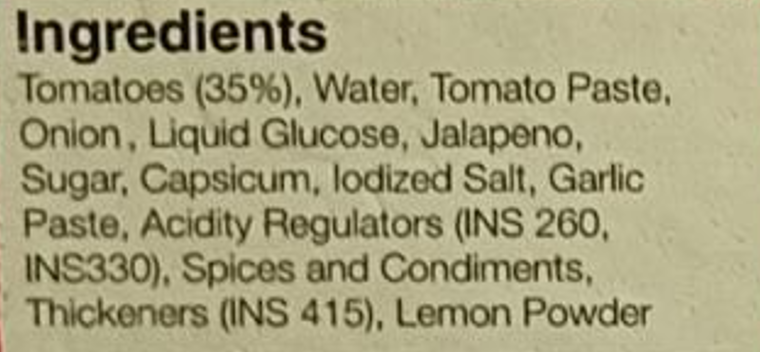 Ingredients
Tomatoes (35%), Water, Tomato Paste,
Onion, Liquid Glucose, Jalapeno,
Sugar, Capsicum, Iodized Salt, Garlic
Paste, Acidity Regulators (INS 260,
INS330), Spices and Condiments,
Thickeners (INS 415), Lemon Powder